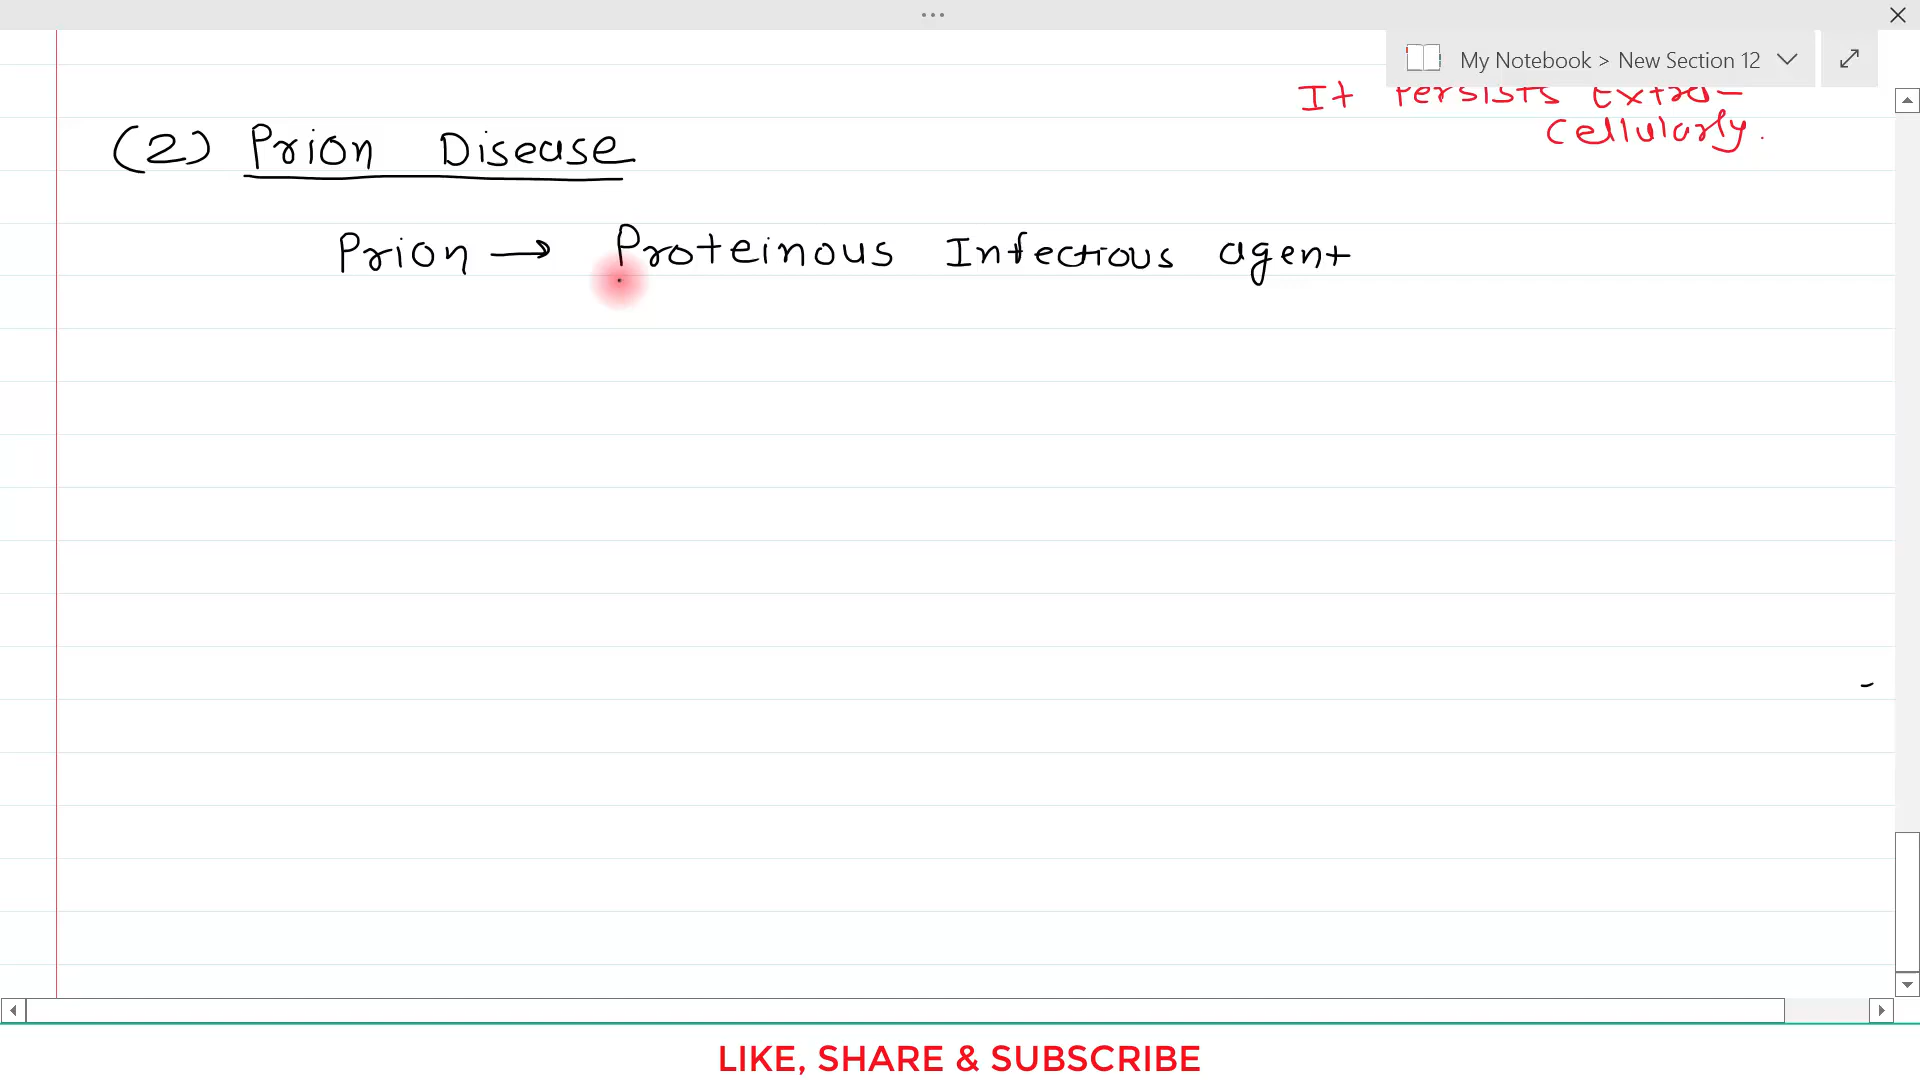 My Notebook > New Section 12
It Persists Extra-
Cellularly.
(2) Prion Disease
Prion → Proteinous Infectious agent
LIKE, SHARE & SUBSCRIBE